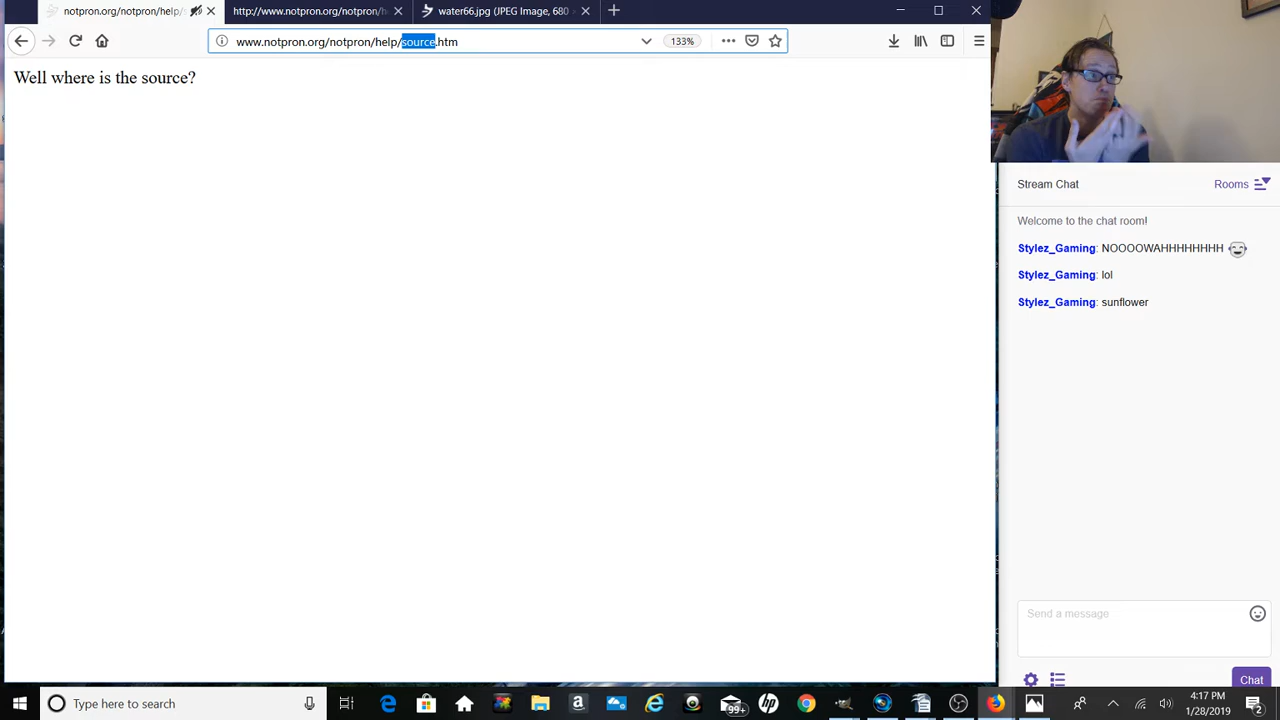 notpron.org/notpron/help/s
http://www.notpron.org/notpron/h
water66.jpg (JPEG Image, 680
www.notpron.org/notpron/help/source.htm
133%
Well where is the source?
Stream Chat
Rooms
Welcome to the chat room!
Stylez_Gaming: NOOOOWAHHHHHHHH
Stylez_Gaming: lol
Stylez_Gaming: sunflower
Send a message
Chat
Type here to search
99+
4:17 PM
1/28/2019
2